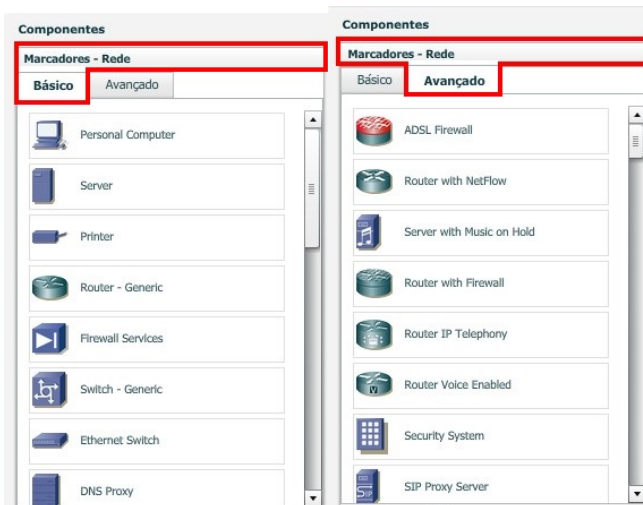 Componentes
Marcadores - Rede
Básico Avançado
Personal Computer
Server
Printer
Router - Generic
Firewall Services
Switch - Generic
Ethernet Switch
DNS Proxy
Componentes
Marcadores - Rede
Básico Avançado
ADSL Firewall
Router with NetFlow
Server with Music on Hold
Router with Firewall
Router IP Telephony
V
Router Voice Enabled
Security System
SIP
SIP Proxy Server